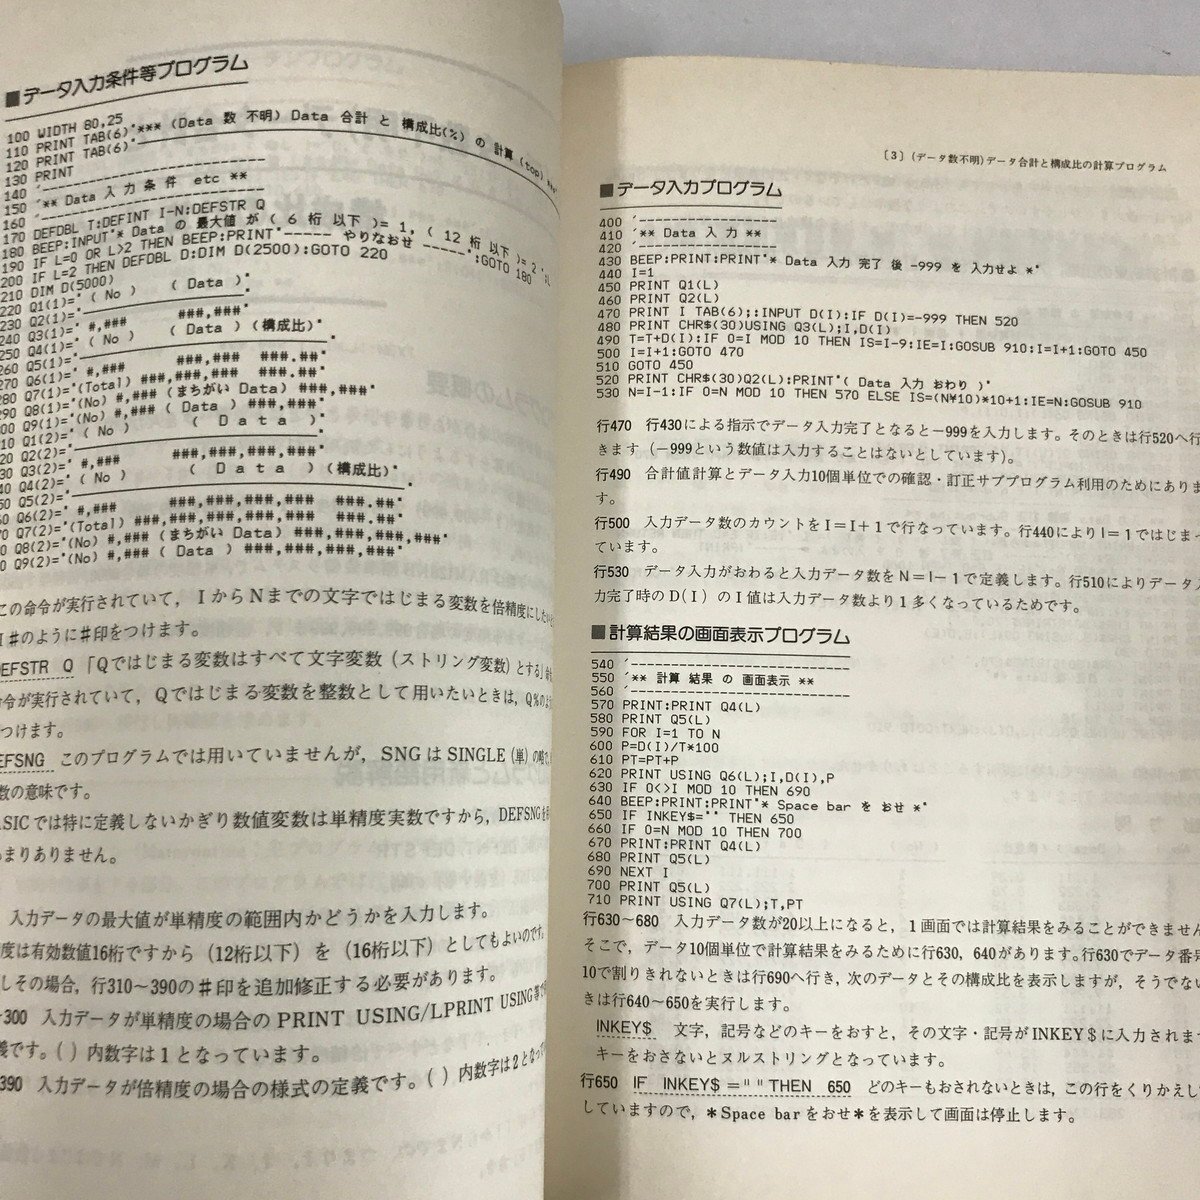 ■データ入力条件等プログラム
100 WIDTH 80,25
110 PRINT TAB(6)"*** (Data 数 不明) Data 合計 と 構成比(%) の 計算 (top)
120 PRINT TAB(6)"
130 PRINT
140 '------------------------
150 '** Data 入 力 条 件 etc **
160 '------------------------
170 DEFDBL T:DEFINT I-N:DEFSTR Q
180 BEEP:INPUT"* Data の 最大値 が ( 6 桁 以下 )= 1, ( 12 桁 以下 )= 2 ";L
190 IF L=0 OR L>2 THEN BEEP:PRINT"----- やりなおせ -----":GOTO 180
200 IF L=2 THEN DEFDBL D:DIM D(2500):GOTO 220
210 DIM D(5000)
220 Q1(1)=" ( No ) ( Data )"
230 Q2(1)="
240 Q3(1)=" #,### ###,###"
250 Q4(1)=" ( No ) ( Data ) (構成比)"
260 Q5(1)="
270 Q6(1)=" #,### ###,### ###.##"
280 Q7(1)="(Total) ###,###,### ###.##"
290 Q8(1)="(No) #,### (まちがい Data) ###,###"
300 Q9(1)="(No) #,### ( Data ) ###,###"
10 Q1(2)=" ( No ) ( D a t a )"
20 Q2(2)="
30 Q3(2)=" #,### ###,###,###,###"
40 Q4(2)=" ( No ) ( D a t a ) (構成比)"
50 Q5(2)="
60 Q6(2)=" #,### ###,###,###,### ###.##"
70 Q7(2)="(Total) ###,###,###,### ###.##"
0 Q8(2)="(No) #,### (まちがい Data) ###,###,###,###"
0 Q9(2)="(No) #,### ( Data ) ###,###,###,###"
この命令が実行されていて，IからNまでの文字ではじまる変数を倍精度にしたい
I#のように#印をつけます。
DEFSTR Q 「Qではじまる変数はすべて文字変数（ストリング変数）とする」
命令が実行されていて，Qではじまる変数を整数として用いたいときは，Q%の
つけます。
DEFSNG このプログラムでは用いていませんが，SNGはSINGLE（単）の
数の意味です。
ASICでは特に定義しないかぎり数値変数は単精度実数ですから，DEFSNGを
まりありません。
入力データの最大値が単精度の範囲内かどうかを入力します。
度は有効数値16桁ですから（12桁以下）を（16桁以下）としてもよいのです。
しその場合，行310～390の#印を追加修正する必要があります。
300 入力データが単精度の場合のPRINT USING/LPRINT USING
義です。( ) 内数字は1となっています。
390 入力データが倍精度の場合の様式の定義です。( ) 内数字は2となっ
〔3〕(データ数不明)データ合計と構成比の計算プログラム
■データ入力プログラム
400 '-------------------
410 '** Data 入 力 **
420 '-------------------
430 BEEP:PRINT:PRINT"* Data 入力 完了 後 -999 を 入力せよ *"
440 I=1
450 PRINT Q1(L)
460 PRINT Q2(L)
470 PRINT I TAB(6);:INPUT D(I):IF D(I)=-999 THEN 520
480 PRINT CHR$(30)USING Q3(L);I,D(I)
490 T=T+D(I):IF 0=I MOD 10 THEN IS=I-9:IE=I:GOSUB 910:I=I+1:GOTO 450
500 I=I+1:GOTO 470
510 GOTO 450
520 PRINT CHR$(30)Q2(L):PRINT"( Data 入力 おわり )"
530 N=I-1:IF 0=N MOD 10 THEN 570 ELSE IS=(N¥10)*10+1:IE=N:GOSUB 910
行470 行430による指示でデータ入力完了となると－999を入力します。そのときは行520へ行
きます（－999という数値は入力することはないとしています）。
行490 合計値計算とデータ入力10個単位での確認・訂正サブプログラム利用のためにありま
す。
行500 入力データ数のカウントをI＝I＋1で行なっています。行440によりI＝1ではじまっ
ています。
行530 データ入力がおわると入力データ数をN＝I－1で定義します。行510によりデータ入
力完了時のD(I)のI値は入力データ数より1多くなっているためです。
■計算結果の画面表示プログラム
540 '-----------------------------
550 '** 計算 結果 の 画面表示 **
560 '-----------------------------
570 PRINT:PRINT Q4(L)
580 PRINT Q5(L)
590 FOR I=1 TO N
600 P=D(I)/T*100
610 PT=PT+P
620 PRINT USING Q6(L);I,D(I),P
630 IF 0<>I MOD 10 THEN 690
640 BEEP:PRINT:PRINT"* Space bar を おせ *"
650 IF INKEY$="" THEN 650
660 IF 0=N MOD 10 THEN 700
670 PRINT:PRINT Q4(L)
680 PRINT Q5(L)
690 NEXT I
700 PRINT Q5(L)
710 PRINT USING Q7(L);T,PT
行630～680 入力データ数が20以上になると，1画面では計算結果をみることができません
そこで，データ10個単位で計算結果をみるために行630，640があります。行630でデータ番号
10で割りきれないときは行690へ行き，次のデータとその構成比を表示しますが，そうでない
きは行640～650を実行します。
INKEY$ 文字，記号などのキーをおすと，その文字・記号がINKEY$に入力されます
キーをおさないとヌルストリングとなっています。
行650 IF INKEY$ =" " THEN 650 どのキーもおされないときは，この行をくりかえし
していますので，＊Space barをおせ＊を表示して画面は停止します。